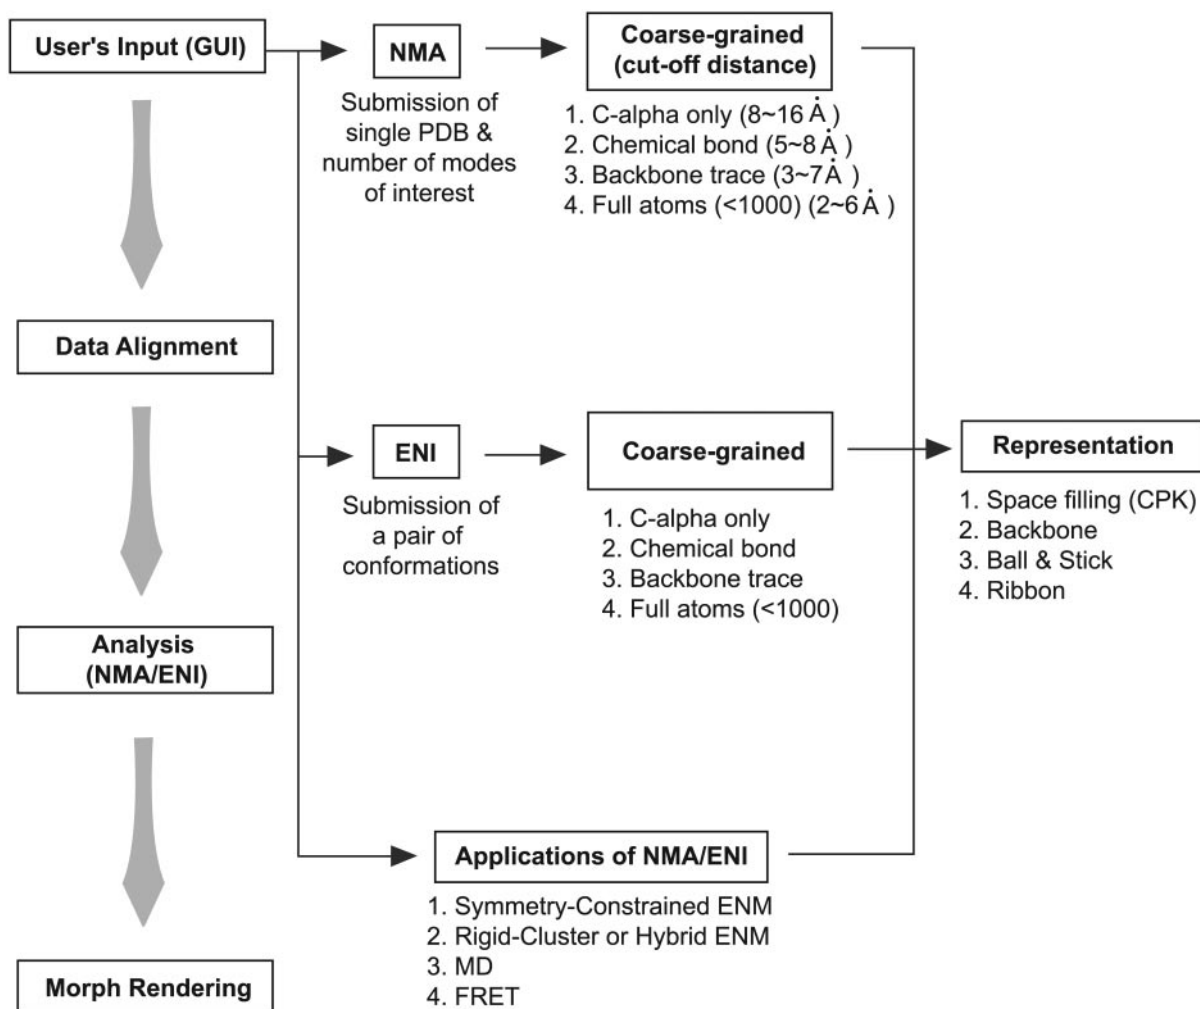 User's Input (GUI)
NMA
Submission of
single PDB &
number of modes
of interest
Coarse-grained
(cut-off distance)
1. C-alpha only (8~16 Å )
2. Chemical bond (5~8 Å )
3. Backbone trace (3~7 Å )
4. Full atoms (<1000) (2~6 Å )
Data Alignment
ENI
Submission of
a pair of
conformations
Coarse-grained
1. C-alpha only
2. Chemical bond
3. Backbone trace
4. Full atoms (<1000)
Representation
1. Space filling (CPK)
2. Backbone
3. Ball & Stick
4. Ribbon
Analysis
(NMA/ENI)
Applications of NMA/ENI
1. Symmetry-Constrained ENM
2. Rigid-Cluster or Hybrid ENM
3. MD
4. FRET
Morph Rendering